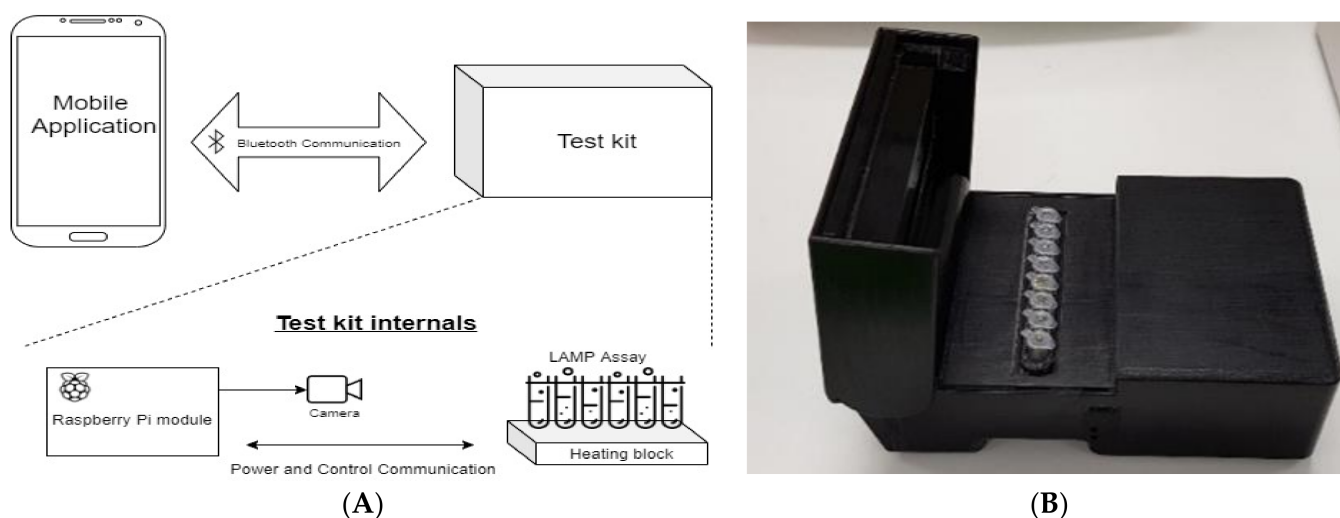 Mobile
Application
Bluetooth Communication
Test kit
Test kit internals
LAMP Assay
Raspberry Pi module
Camera
Heating block
Power and Control Communication
(A)
(B)